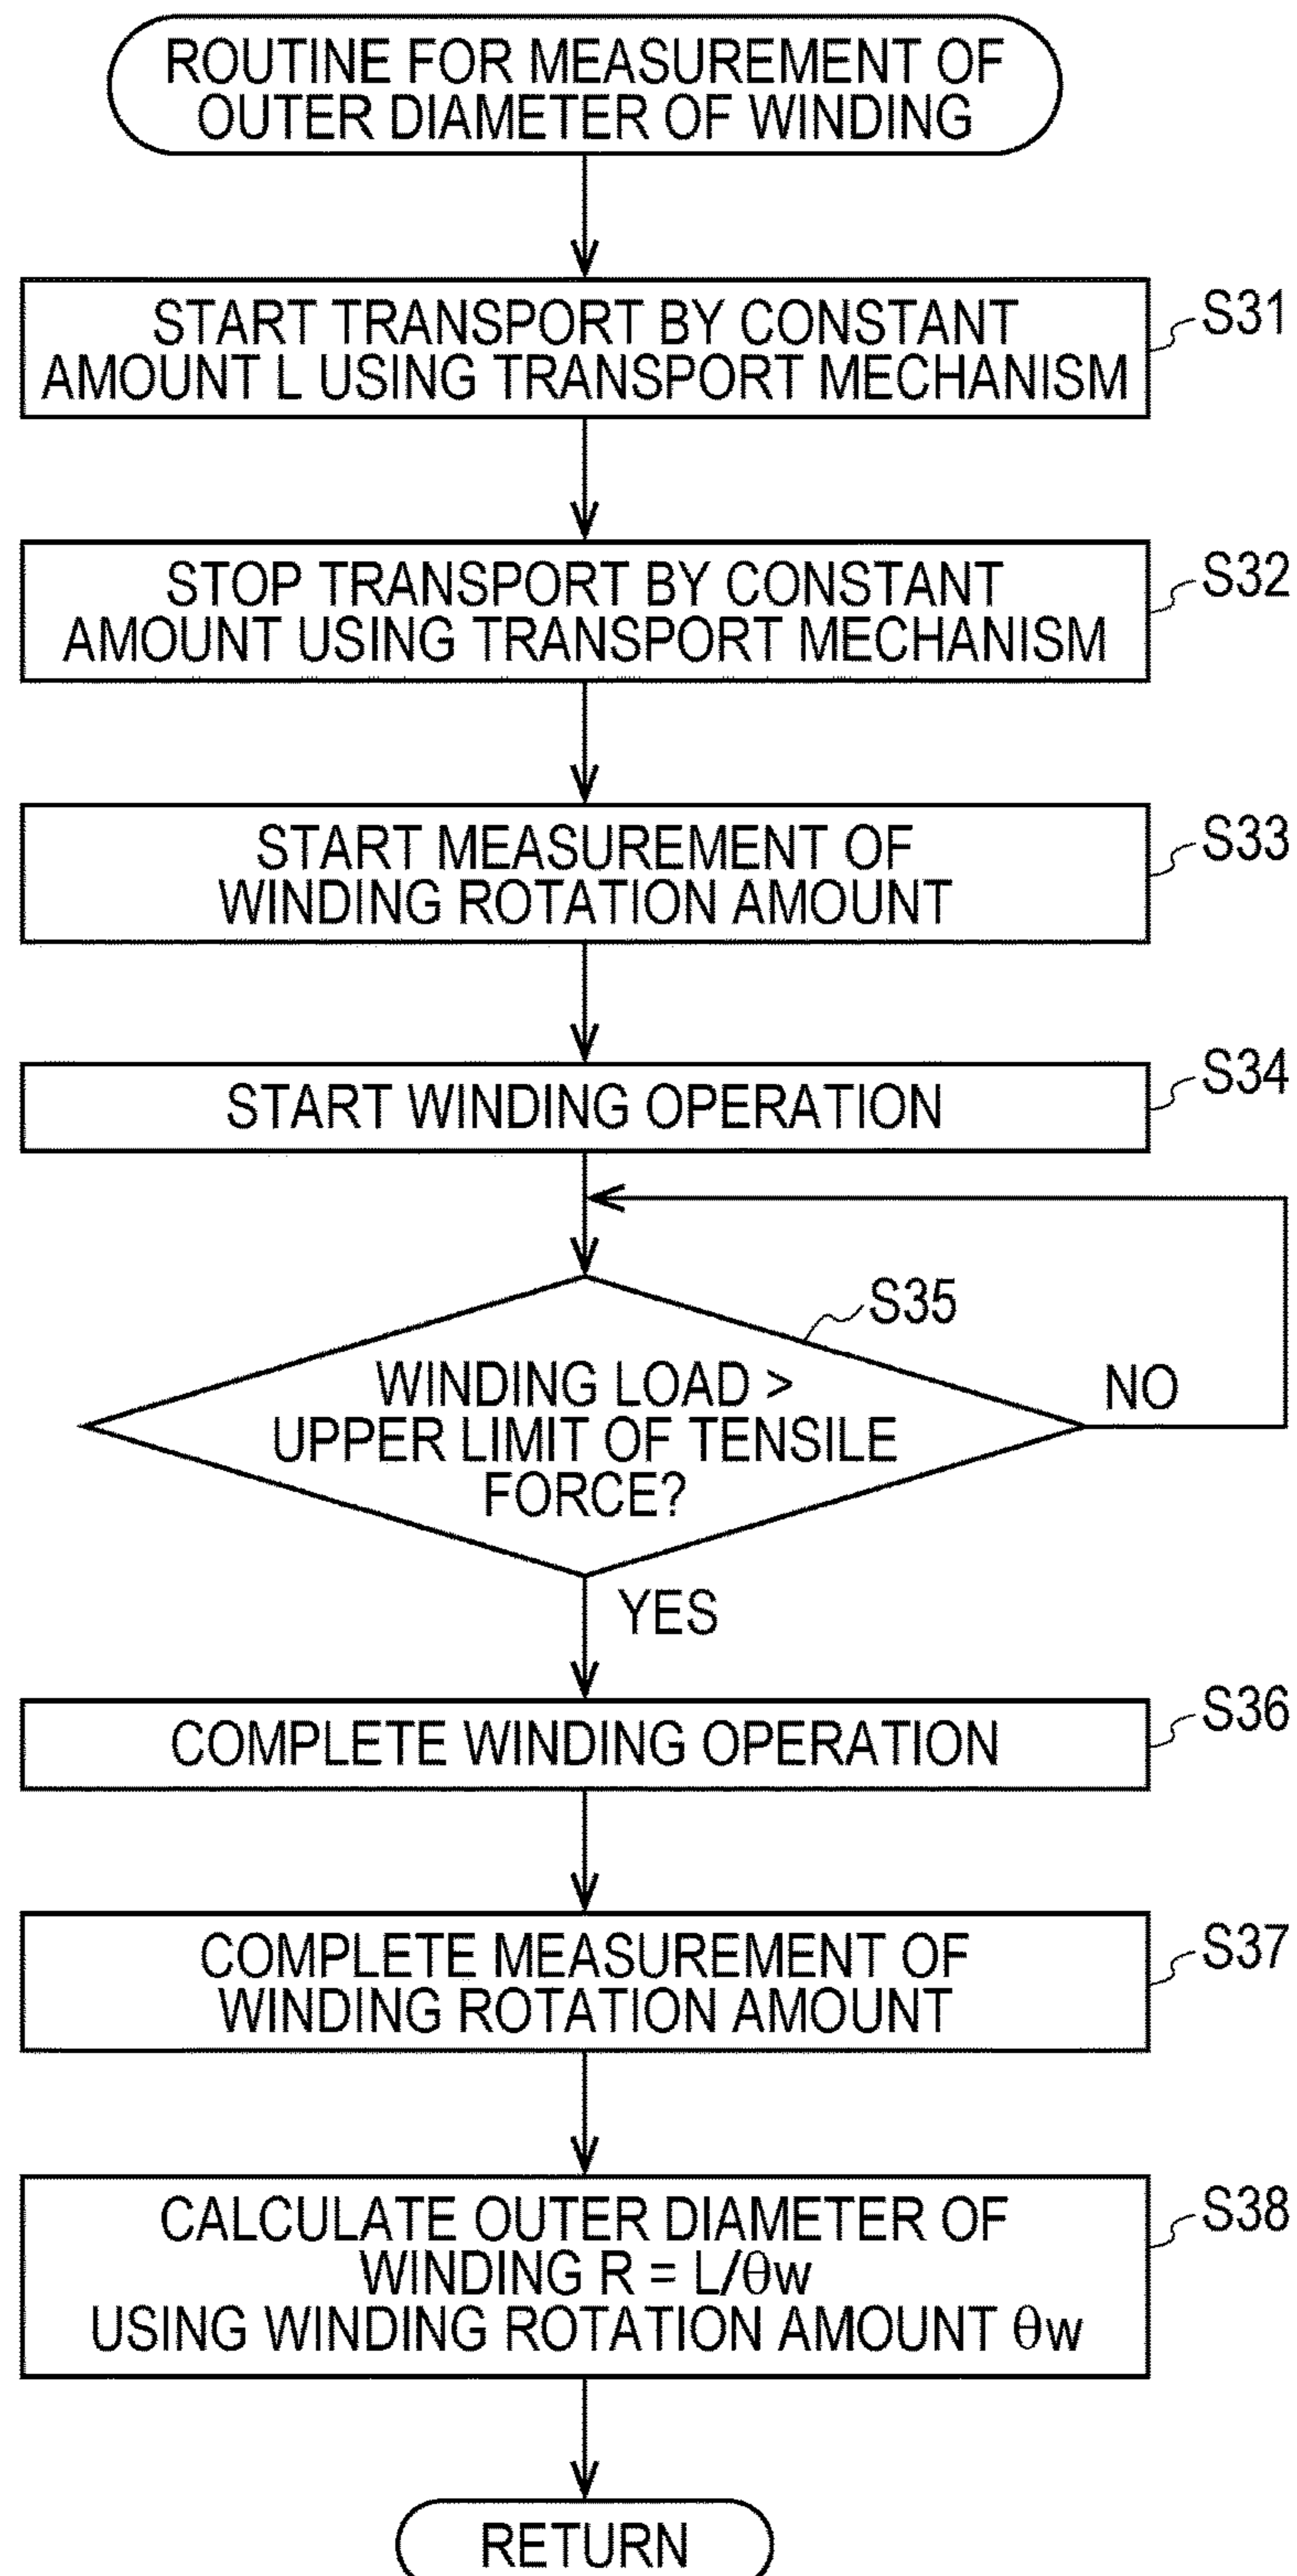 ROUTINE FOR MEASUREMENT OF
OUTER DIAMETER OF WINDING
START TRANSPORT BY CONSTANT
AMOUNT L USING TRANSPORT MECHANISM
S31
STOP TRANSPORT BY CONSTANT
AMOUNT USING TRANSPORT MECHANISM
S32
START MEASUREMENT OF
WINDING ROTATION AMOUNT
S33
START WINDING OPERATION
S34
S35
WINDING LOAD >
UPPER LIMIT OF TENSILE
FORCE?
NO
YES
COMPLETE WINDING OPERATION
S36
COMPLETE MEASUREMENT OF
WINDING ROTATION AMOUNT
S37
CALCULATE OUTER DIAMETER OF
WINDING R = L/θw
USING WINDING ROTATION AMOUNT θw
S38
RETURN